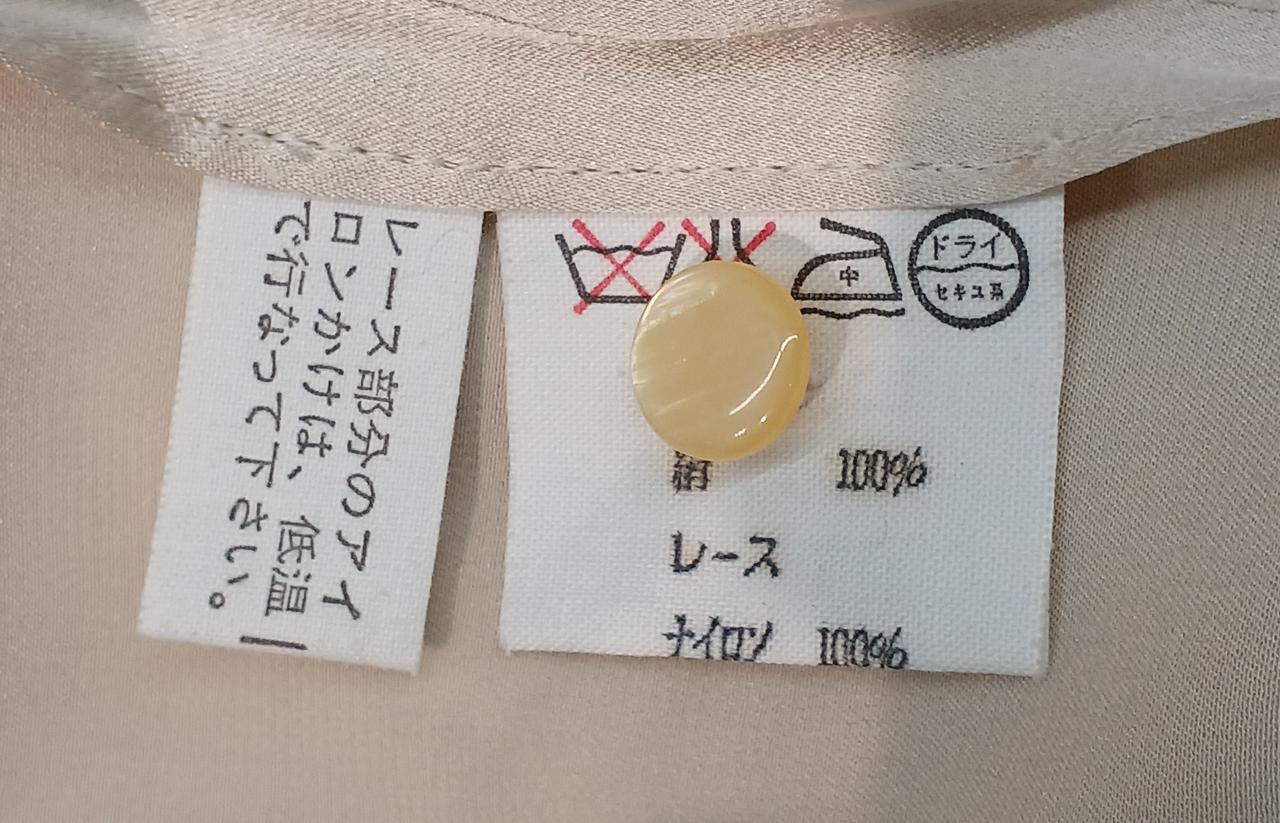 レース部分のアイ
ロンかけは、低温
で行なって下さい。
中
ドライ
セキユ系
絹 100%
レース
ナイロン 100%